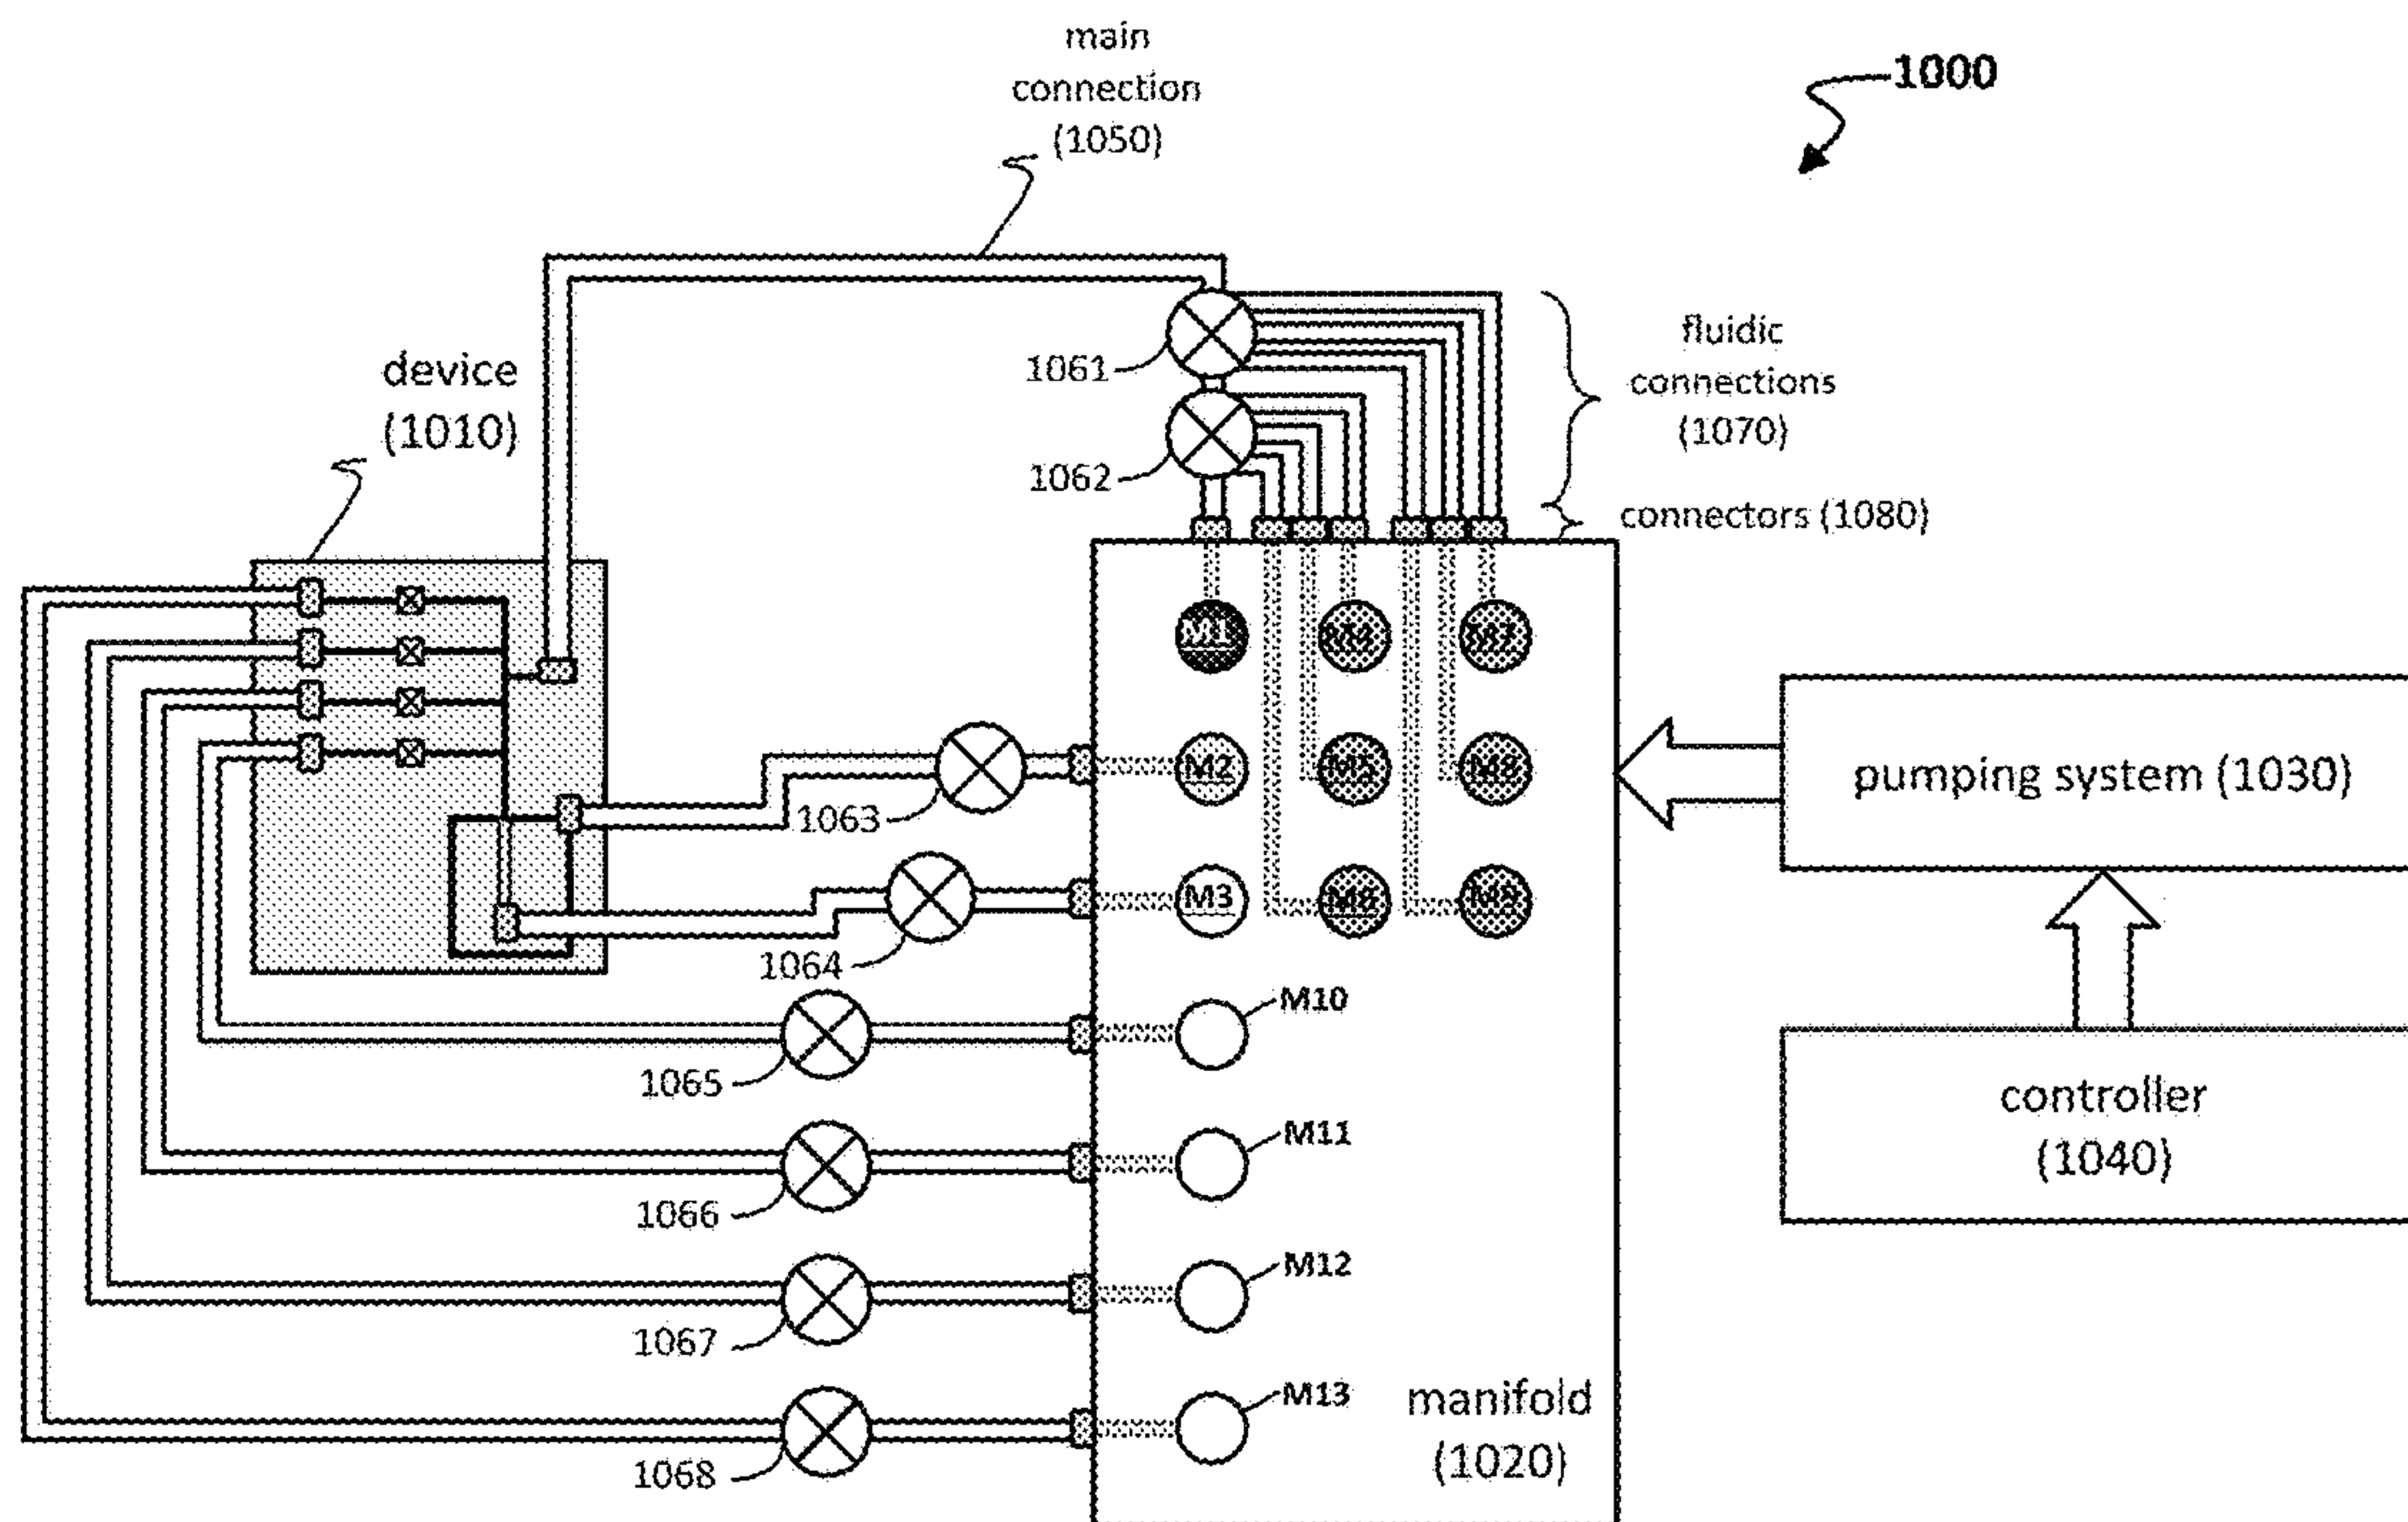 main
connection
(1050)
1000
device
(1010)
1061
1062
fluidic
connections
(1070)
connectors (1080)
M1
M4
M7
M2
M5
M8
M3
M6
M9
1063
1064
pumping system (1030)
M10
1065
controller
(1040)
M11
1066
M12
1067
M13
manifold
(1020)
1068